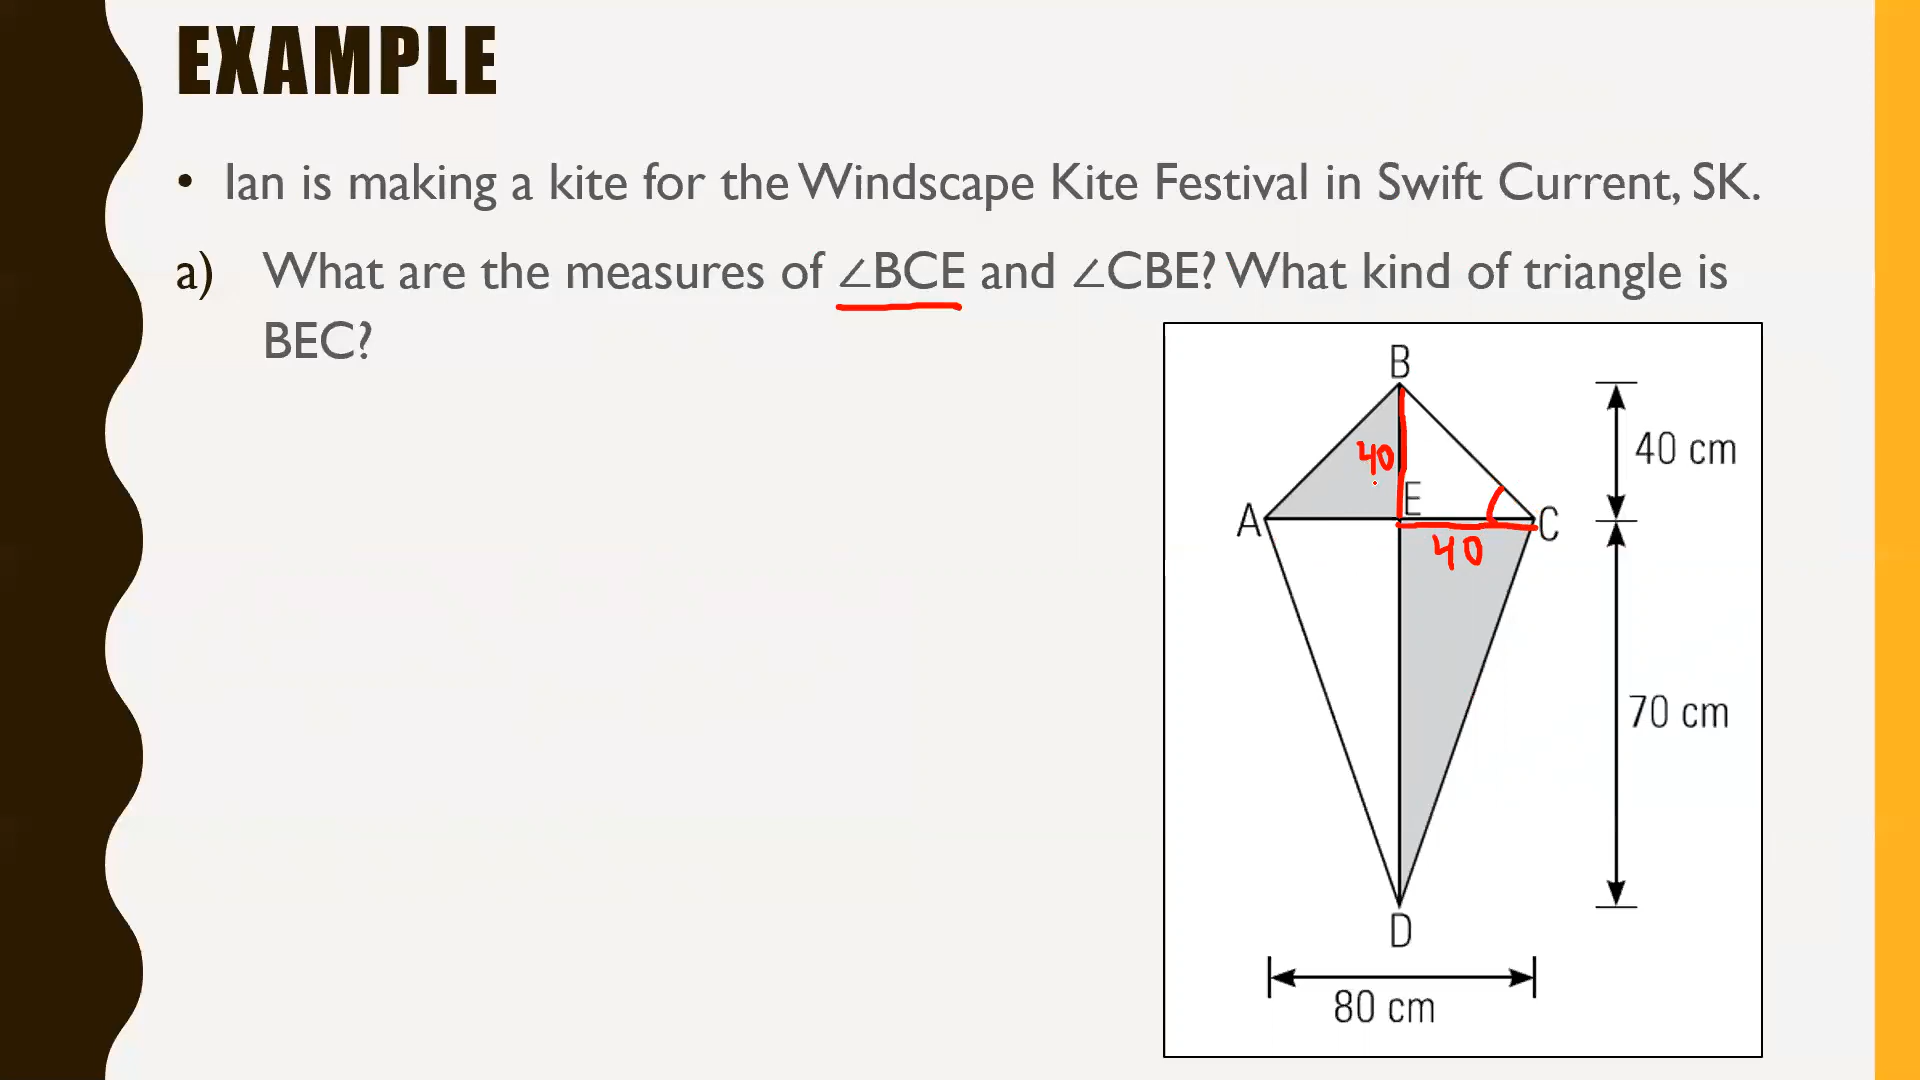 EXAMPLE
• Ian is making a kite for the Windscape Kite Festival in Swift Current, SK.
a) What are the measures of ∠BCE and ∠CBE? What kind of triangle is
BEC?
B
40 cm
40
E
A
C
40
70 cm
D
80 cm